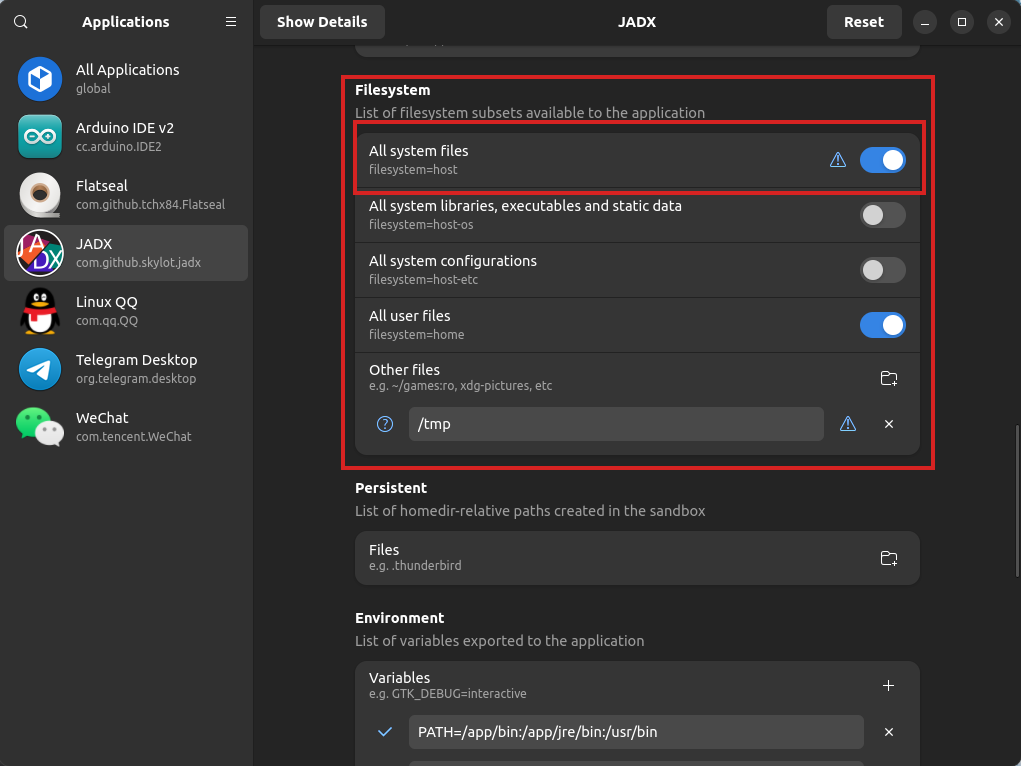 Applications
Show Details
JADX
Reset
All Applications
global
Arduino IDE v2
cc.arduino.IDE2
Flatseal
com.github.tchx84.Flatseal
JADX
com.github.skylot.jadx
Linux QQ
com.qq.QQ
Telegram Desktop
org.telegram.desktop
WeChat
com.tencent.WeChat
Filesystem
List of filesystem subsets available to the application
All system files
filesystem=host
All system libraries, executables and static data
filesystem=host-os
All system configurations
filesystem=host-etc
All user files
filesystem=home
Other files
e.g. ~/games:ro, xdg-pictures, etc
/tmp
Persistent
List of homedir-relative paths created in the sandbox
Files
e.g. .thunderbird
Environment
List of variables exported to the application
Variables
e.g. GTK_DEBUG=interactive
PATH=/app/bin:/app/jre/bin:/usr/bin